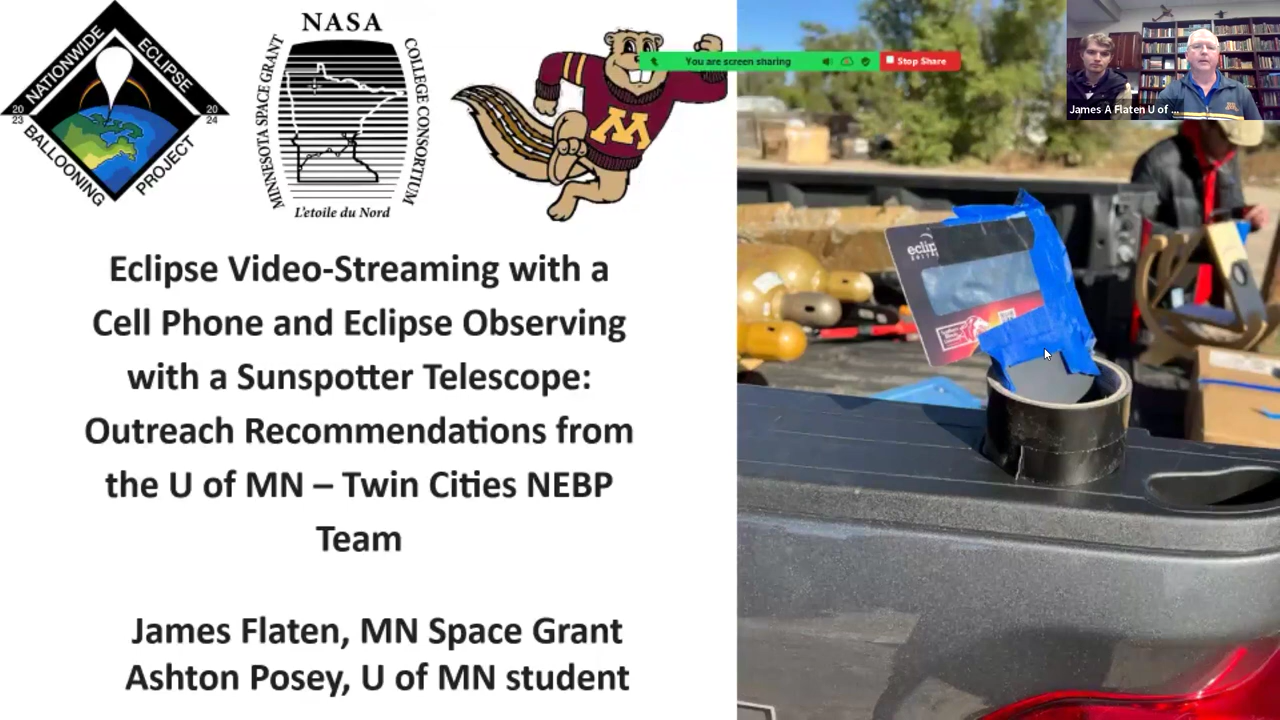 NATIONWIDE
ECLIPSE
BALLOONING
PROJECT
20
23
20
24
NASA
MINNESOTA SPACE GRANT
COLLEGE CONSORTIUM
L'etoile du Nord
M
You are screen sharing
Stop Share
James A Flaten U of ...
Eclipse Video-Streaming with a
Cell Phone and Eclipse Observing
with a Sunspotter Telescope:
Outreach Recommendations from
the U of MN – Twin Cities NEBP
Team
James Flaten, MN Space Grant
Ashton Posey, U of MN student
eclip